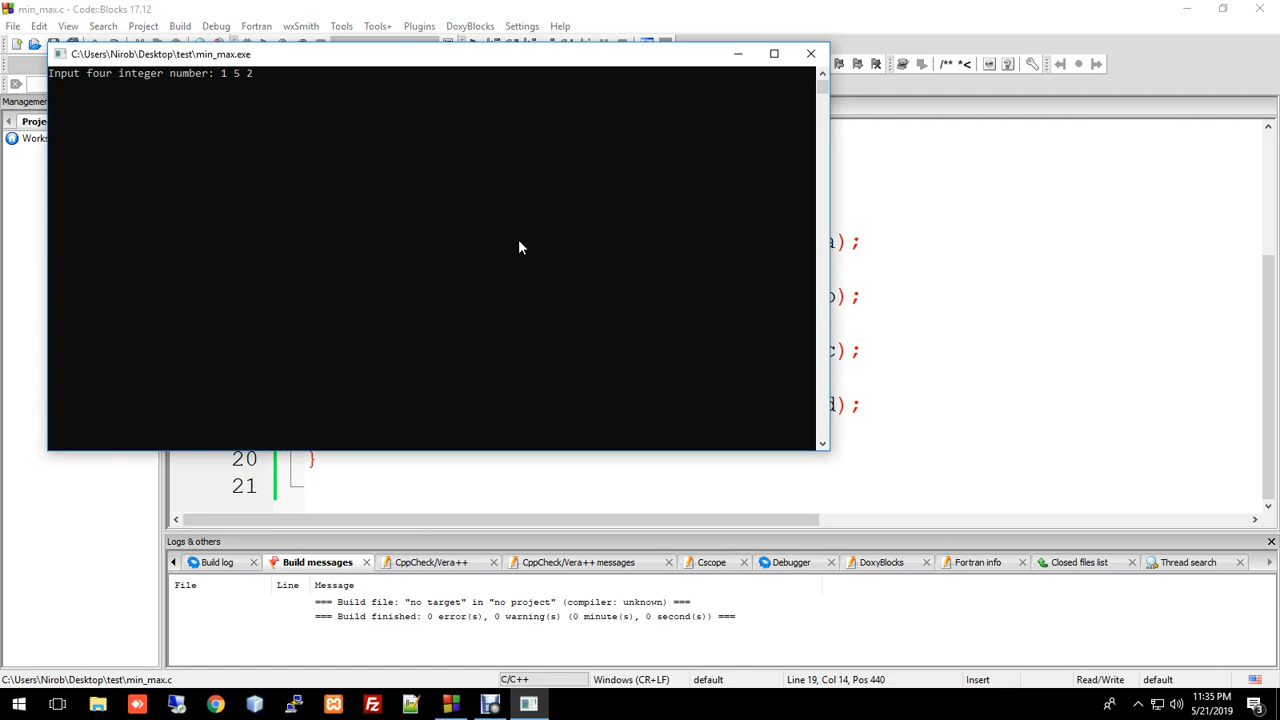 min_max.c - Code::Blocks 17.12
File Edit View Search Project Build Debug Fortran wxSmith Tools Tools+ Plugins DoxyBlocks Settings Help
C:\Users\Nirob\Desktop\test\min_max.exe
Input four integer number: 1 5 2
/** *<
Management
Proje
Works
a);
c);
d);
20 }
21
Logs & others
Build log Build messages CppCheck/Vera++ CppCheck/Vera++ messages Cscope Debugger DoxyBlocks Fortran info Closed files list Thread search
File Line Message
=== Build file: "no target" in "no project" (compiler: unknown) ===
=== Build finished: 0 error(s), 0 warning(s) (0 minute(s), 0 second(s)) ===
C:\Users\Nirob\Desktop\test\min_max.c C/C++ Windows (CR+LF) default Line 19, Col 14, Pos 440 Insert Read/Write default
11:35 PM
5/21/2019
3